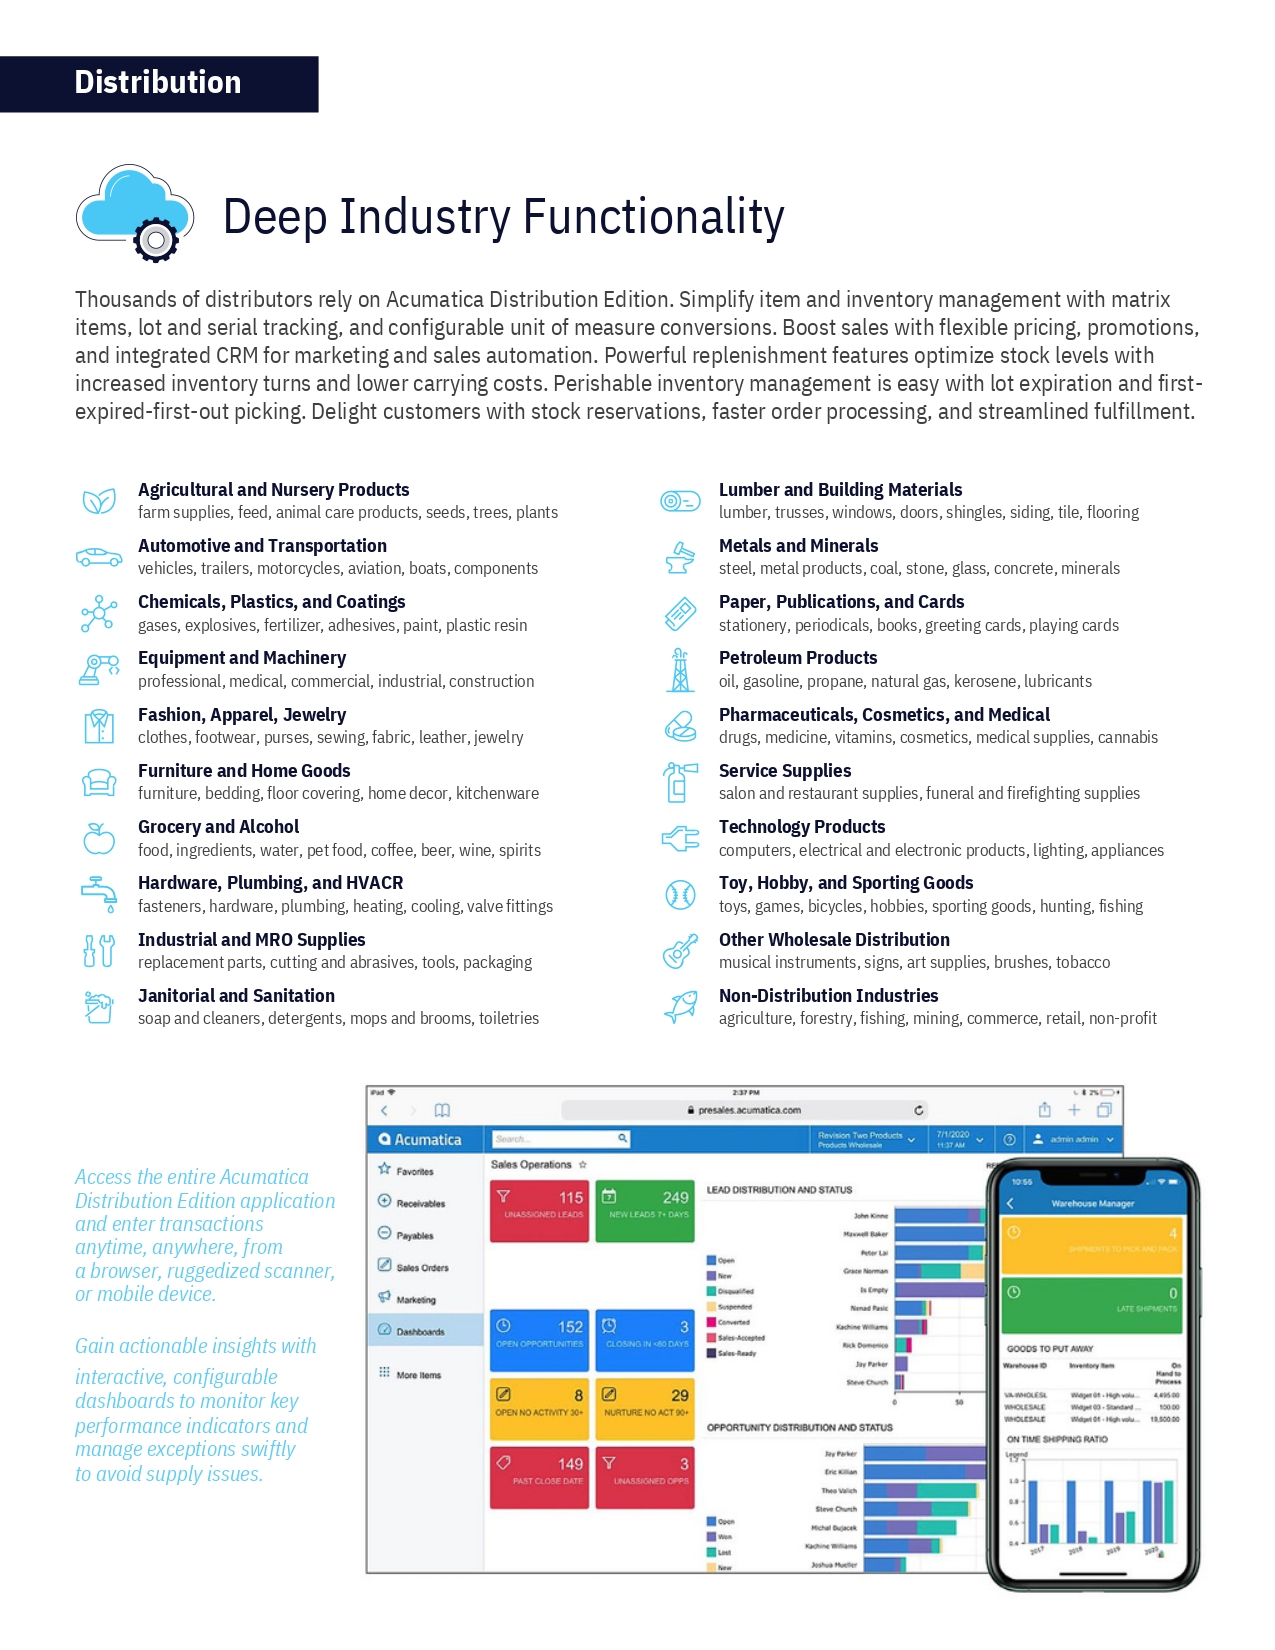 Distribution
Deep Industry Functionality
Thousands of distributors rely on Acumatica Distribution Edition. Simplify item and inventory management with matrix
items, lot and serial tracking, and configurable unit of measure conversions. Boost sales with flexible pricing, promotions,
and integrated CRM for marketing and sales automation. Powerful replenishment features optimize stock levels with
increased inventory turns and lower carrying costs. Perishable inventory management is easy with lot expiration and first-
expired-first-out picking. Delight customers with stock reservations, faster order processing, and streamlined fulfillment.
Agricultural and Nursery Products
farm supplies, feed, animal care products, seeds, trees, plants
Automotive and Transportation
vehicles, trailers, motorcycles, aviation, boats, components
Chemicals, Plastics, and Coatings
gases, explosives, fertilizer, adhesives, paint, plastic resin
Equipment and Machinery
professional, medical, commercial, industrial, construction
Fashion, Apparel, Jewelry
clothes, footwear, purses, sewing, fabric, leather, jewelry
Furniture and Home Goods
furniture, bedding, floor covering, home decor, kitchenware
Grocery and Alcohol
food, ingredients, water, pet food, coffee, beer, wine, spirits
Hardware, Plumbing, and HVACR
fasteners, hardware, plumbing, heating, cooling, valve fittings
Industrial and MRO Supplies
replacement parts, cutting and abrasives, tools, packaging
Janitorial and Sanitation
soap and cleaners, detergents, mops and brooms, toiletries
Lumber and Building Materials
lumber, trusses, windows, doors, shingles, siding, tile, flooring
Metals and Minerals
steel, metal products, coal, stone, glass, concrete, minerals
Paper, Publications, and Cards
stationery, periodicals, books, greeting cards, playing cards
Petroleum Products
oil, gasoline, propane, natural gas, kerosene, lubricants
Pharmaceuticals, Cosmetics, and Medical
drugs, medicine, vitamins, cosmetics, medical supplies, cannabis
Service Supplies
salon and restaurant supplies, funeral and firefighting supplies
Technology Products
computers, electrical and electronic products, lighting, appliances
Toy, Hobby, and Sporting Goods
toys, games, bicycles, hobbies, sporting goods, hunting, fishing
Other Wholesale Distribution
musical instruments, signs, art supplies, brushes, tobacco
Non-Distribution Industries
agriculture, forestry, fishing, mining, commerce, retail, non-profit
Access the entire Acumatica
Distribution Edition application
and enter transactions
anytime, anywhere, from
a browser, ruggedized scanner,
or mobile device.
Gain actionable insights with
interactive, configurable
dashboards to monitor key
performance indicators and
manage exceptions swiftly
to avoid supply issues.
iPad 2:37 PM 2%
presales.acumatica.com
Acumatica
Search...
Revision Two Products
Products Wholesale
7/1/2020
11:37 AM
admin admin
Favorites
Receivables
Payables
Sales Orders
Marketing
Dashboards
More Items
Sales Operations
115
UNASSIGNED LEADS
249
NEW LEADS 7+ DAYS
152
OPEN OPPORTUNITIES
3
CLOSING IN <60 DAYS
8
OPEN NO ACTIVITY 30+
29
NURTURE NO ACT 90+
149
PAST CLOSE DATE
3
UNASSIGNED OPPS
LEAD DISTRIBUTION AND STATUS
Open
New
Disqualified
Suspended
Converted
Sales-Accepted
Sales-Ready
John Kinne
Maxwell Baker
Peter Lai
Grace Norman
Is Empty
Nenad Pasic
Kachine Williams
Rick Domenico
Jay Parker
Steve Church
0 50
OPPORTUNITY DISTRIBUTION AND STATUS
Open
Won
Lost
New
Jay Parker
Eric Killian
Theo Valich
Steve Church
Michal Bujacek
Kachine Williams
Joshua Mueller
10:55
Warehouse Manager
4
SHIPMENTS TO PICK AND PACK
0
LATE SHIPMENTS
GOODS TO PUT AWAY
Warehouse ID Inventory Item On Hand to Process
VA-WHOLESL Widget 01 - High volu... 4,495.00
WHOLESALE Widget 03 - Standard ... 100.00
WHOLESALE Widget 01 - High volu... 19,500.00
ON TIME SHIPPING RATIO
Legend
1.2
1.0
0.8
0.6
0.4
2017 2018 2019 2020